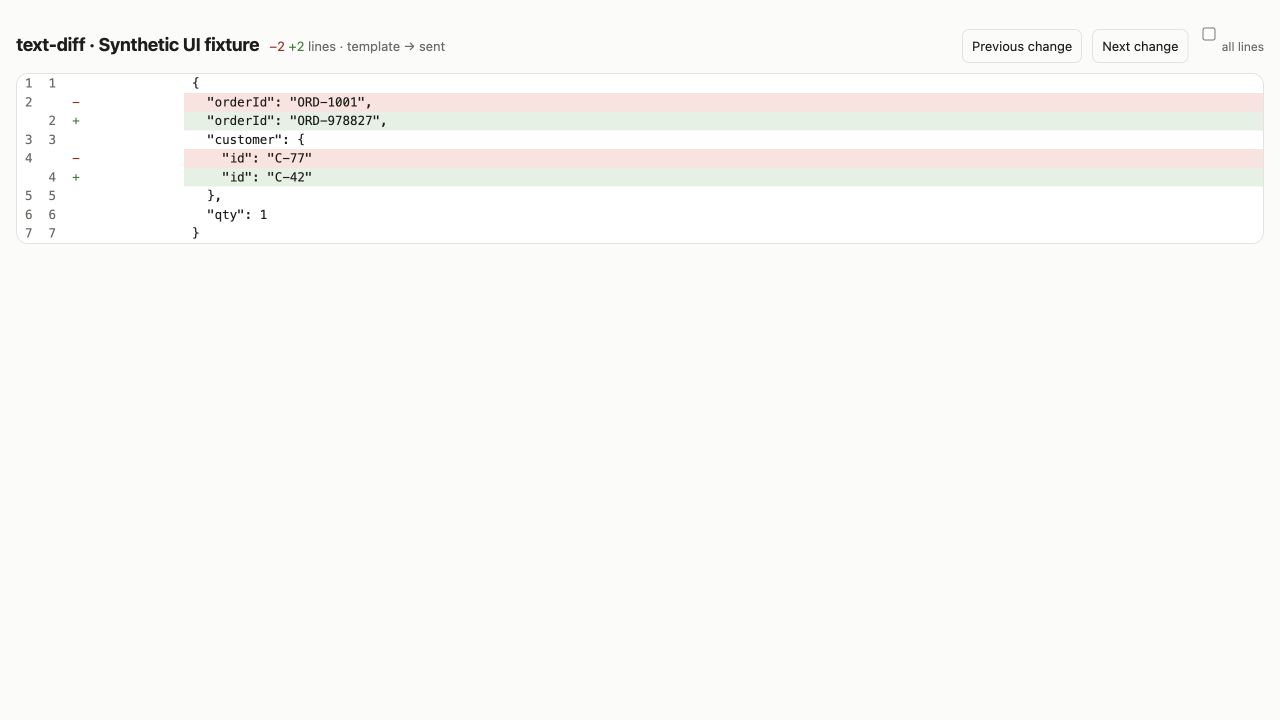 text-diff · Synthetic UI fixture −2 +2 lines · template → sent Previous change Next change all lines
1 1 {
2 − "orderId": "ORD-1001",
2 + "orderId": "ORD-978827",
3 3 "customer": {
4 − "id": "C-77"
4 + "id": "C-42"
5 5 },
6 6 "qty": 1
7 7 }